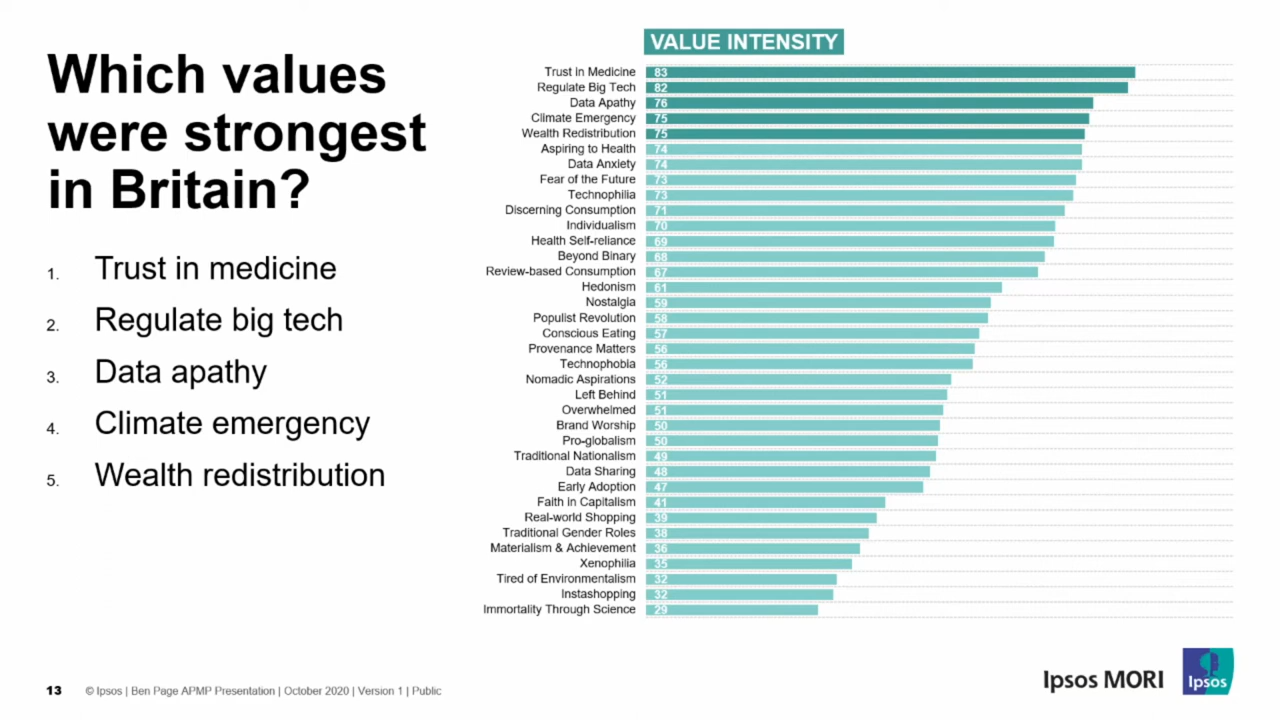 Which values
were strongest
in Britain?
1. Trust in medicine
2. Regulate big tech
3. Data apathy
4. Climate emergency
5. Wealth redistribution
VALUE INTENSITY
Trust in Medicine 83
Regulate Big Tech 82
Data Apathy 76
Climate Emergency 75
Wealth Redistribution 75
Aspiring to Health 74
Data Anxiety 74
Fear of the Future 73
Technophilia 73
Discerning Consumption 71
Individualism 70
Health Self-reliance 69
Beyond Binary 68
Review-based Consumption 67
Hedonism 61
Nostalgia 59
Populist Revolution 58
Conscious Eating 57
Provenance Matters 56
Technophobia 56
Nomadic Aspirations 52
Left Behind 51
Overwhelmed 51
Brand Worship 50
Pro-globalism 50
Traditional Nationalism 49
Data Sharing 48
Early Adoption 47
Faith in Capitalism 41
Real-world Shopping 39
Traditional Gender Roles 38
Materialism & Achievement 36
Xenophilia 35
Tired of Environmentalism 32
Instashopping 32
Immortality Through Science 29
13 © Ipsos | Ben Page APMP Presentation | October 2020 | Version 1 | Public
Ipsos MORI
Ipsos